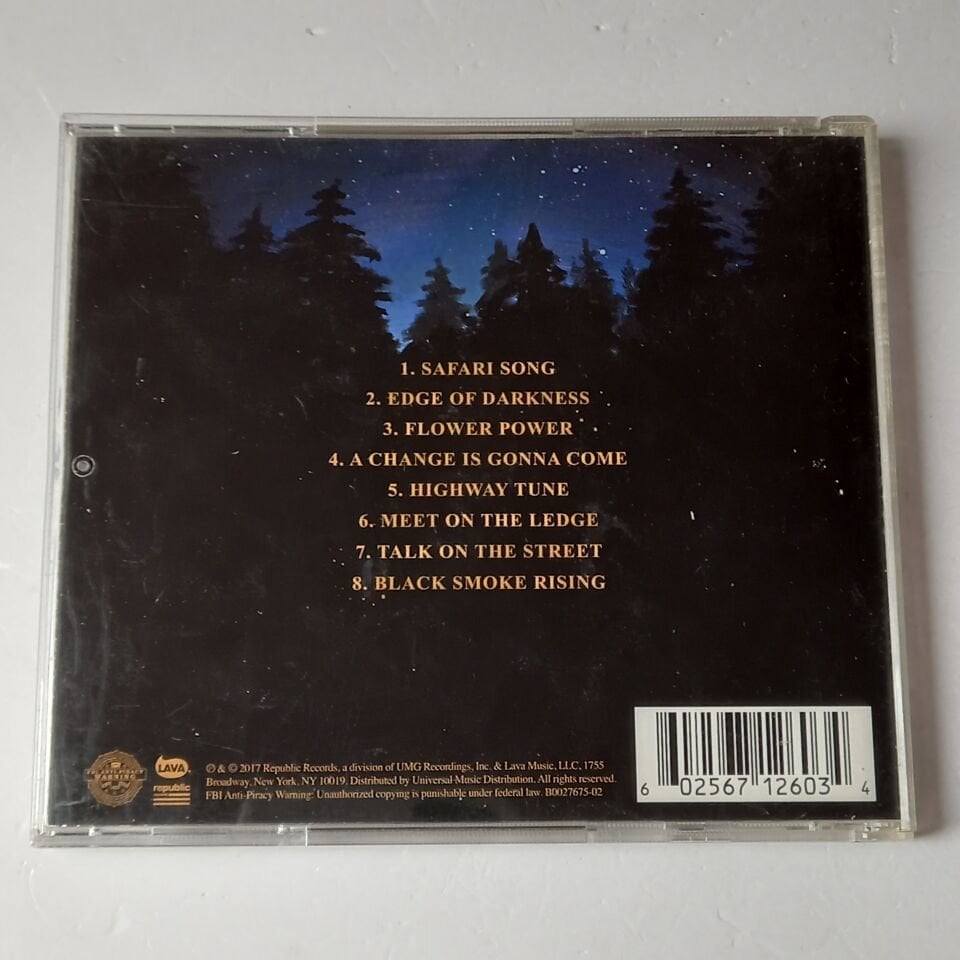 1. SAFARI SONG
2. EDGE OF DARKNESS
3. FLOWER POWER
4. A CHANGE IS GONNA COME
5. HIGHWAY TUNE
6. MEET ON THE LEDGE
7. TALK ON THE STREET
8. BLACK SMOKE RISING
FBI ANTI-PIRACY
WARNING
LAVA
republic
℗ & © 2017 Republic Records, a division of UMG Recordings, Inc. & Lava Music, LLC, 1755
Broadway, New York, NY 10019. Distributed by Universal-Music Distribution. All rights reserved.
FBI Anti-Piracy Warning: Unauthorized copying is punishable under federal law. B0027675-02
6 02567 12603 4